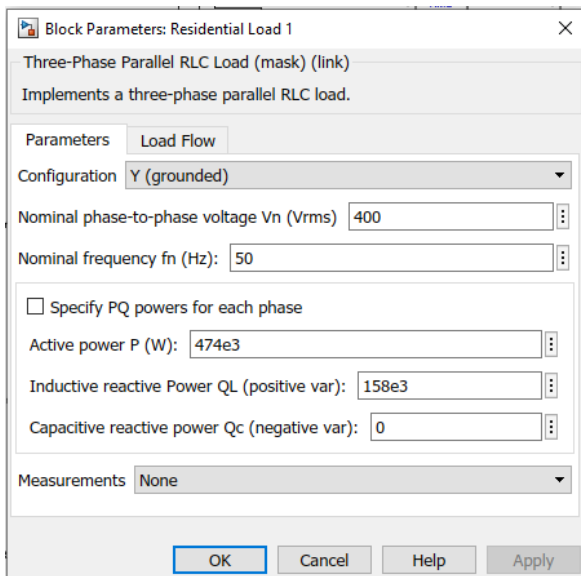 Block Parameters: Residential Load 1
Three-Phase Parallel RLC Load (mask) (link)
Implements a three-phase parallel RLC load.
Parameters Load Flow
Configuration Y (grounded)
Nominal phase-to-phase voltage Vn (Vrms) 400
Nominal frequency fn (Hz): 50
Specify PQ powers for each phase
Active power P (W): 474e3
Inductive reactive Power QL (positive var): 158e3
Capacitive reactive power Qc (negative var): 0
Measurements None
OK Cancel Help Apply